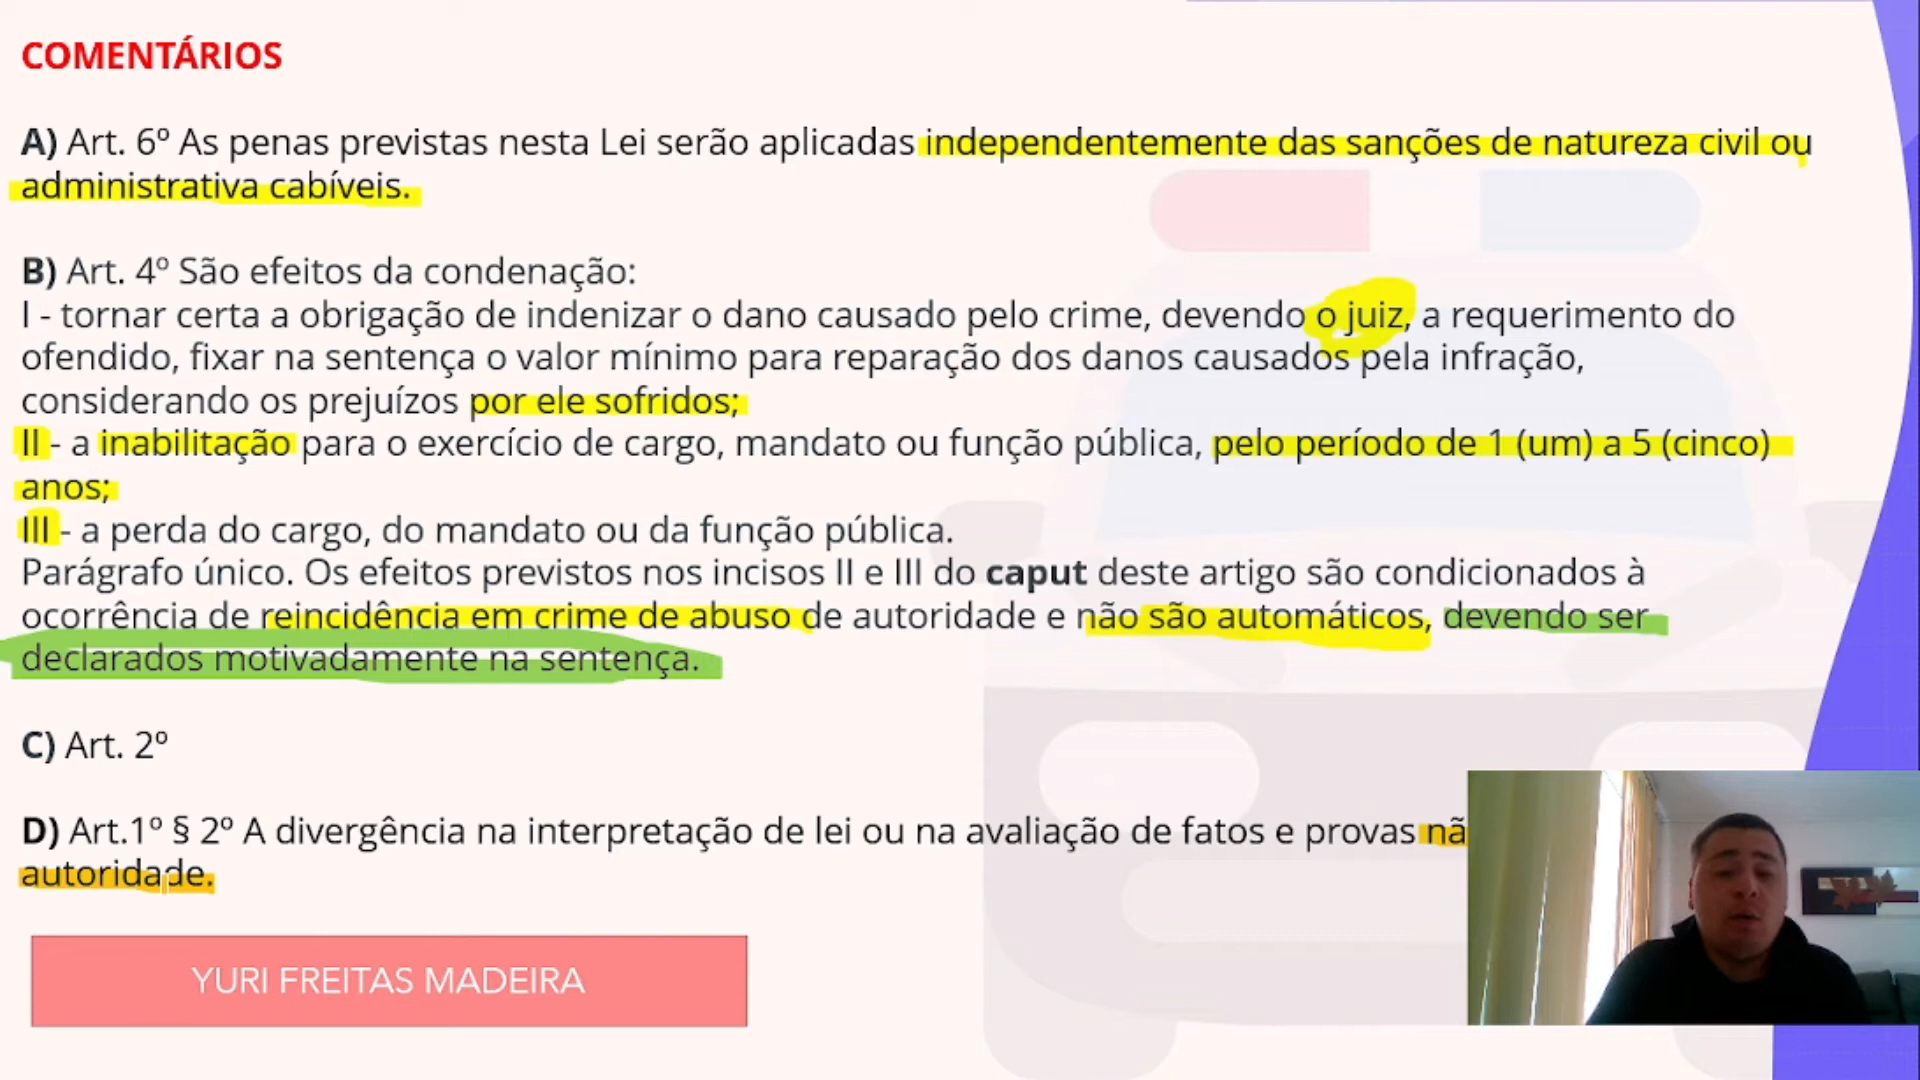 COMENTÁRIOS
A) Art. 6º As penas previstas nesta Lei serão aplicadas independentemente das sanções de natureza civil ou
administrativa cabíveis.
B) Art. 4º São efeitos da condenação:
I - tornar certa a obrigação de indenizar o dano causado pelo crime, devendo o juiz, a requerimento do
ofendido, fixar na sentença o valor mínimo para reparação dos danos causados pela infração,
considerando os prejuízos por ele sofridos;
II - a inabilitação para o exercício de cargo, mandato ou função pública, pelo período de 1 (um) a 5 (cinco)
anos;
III - a perda do cargo, do mandato ou da função pública.
Parágrafo único. Os efeitos previstos nos incisos II e III do caput deste artigo são condicionados à
ocorrência de reincidência em crime de abuso de autoridade e não são automáticos, devendo ser
declarados motivadamente na sentença.
C) Art. 2º
D) Art.1º § 2º A divergência na interpretação de lei ou na avaliação de fatos e provas
autoridade.
YURI FREITAS MADEIRA